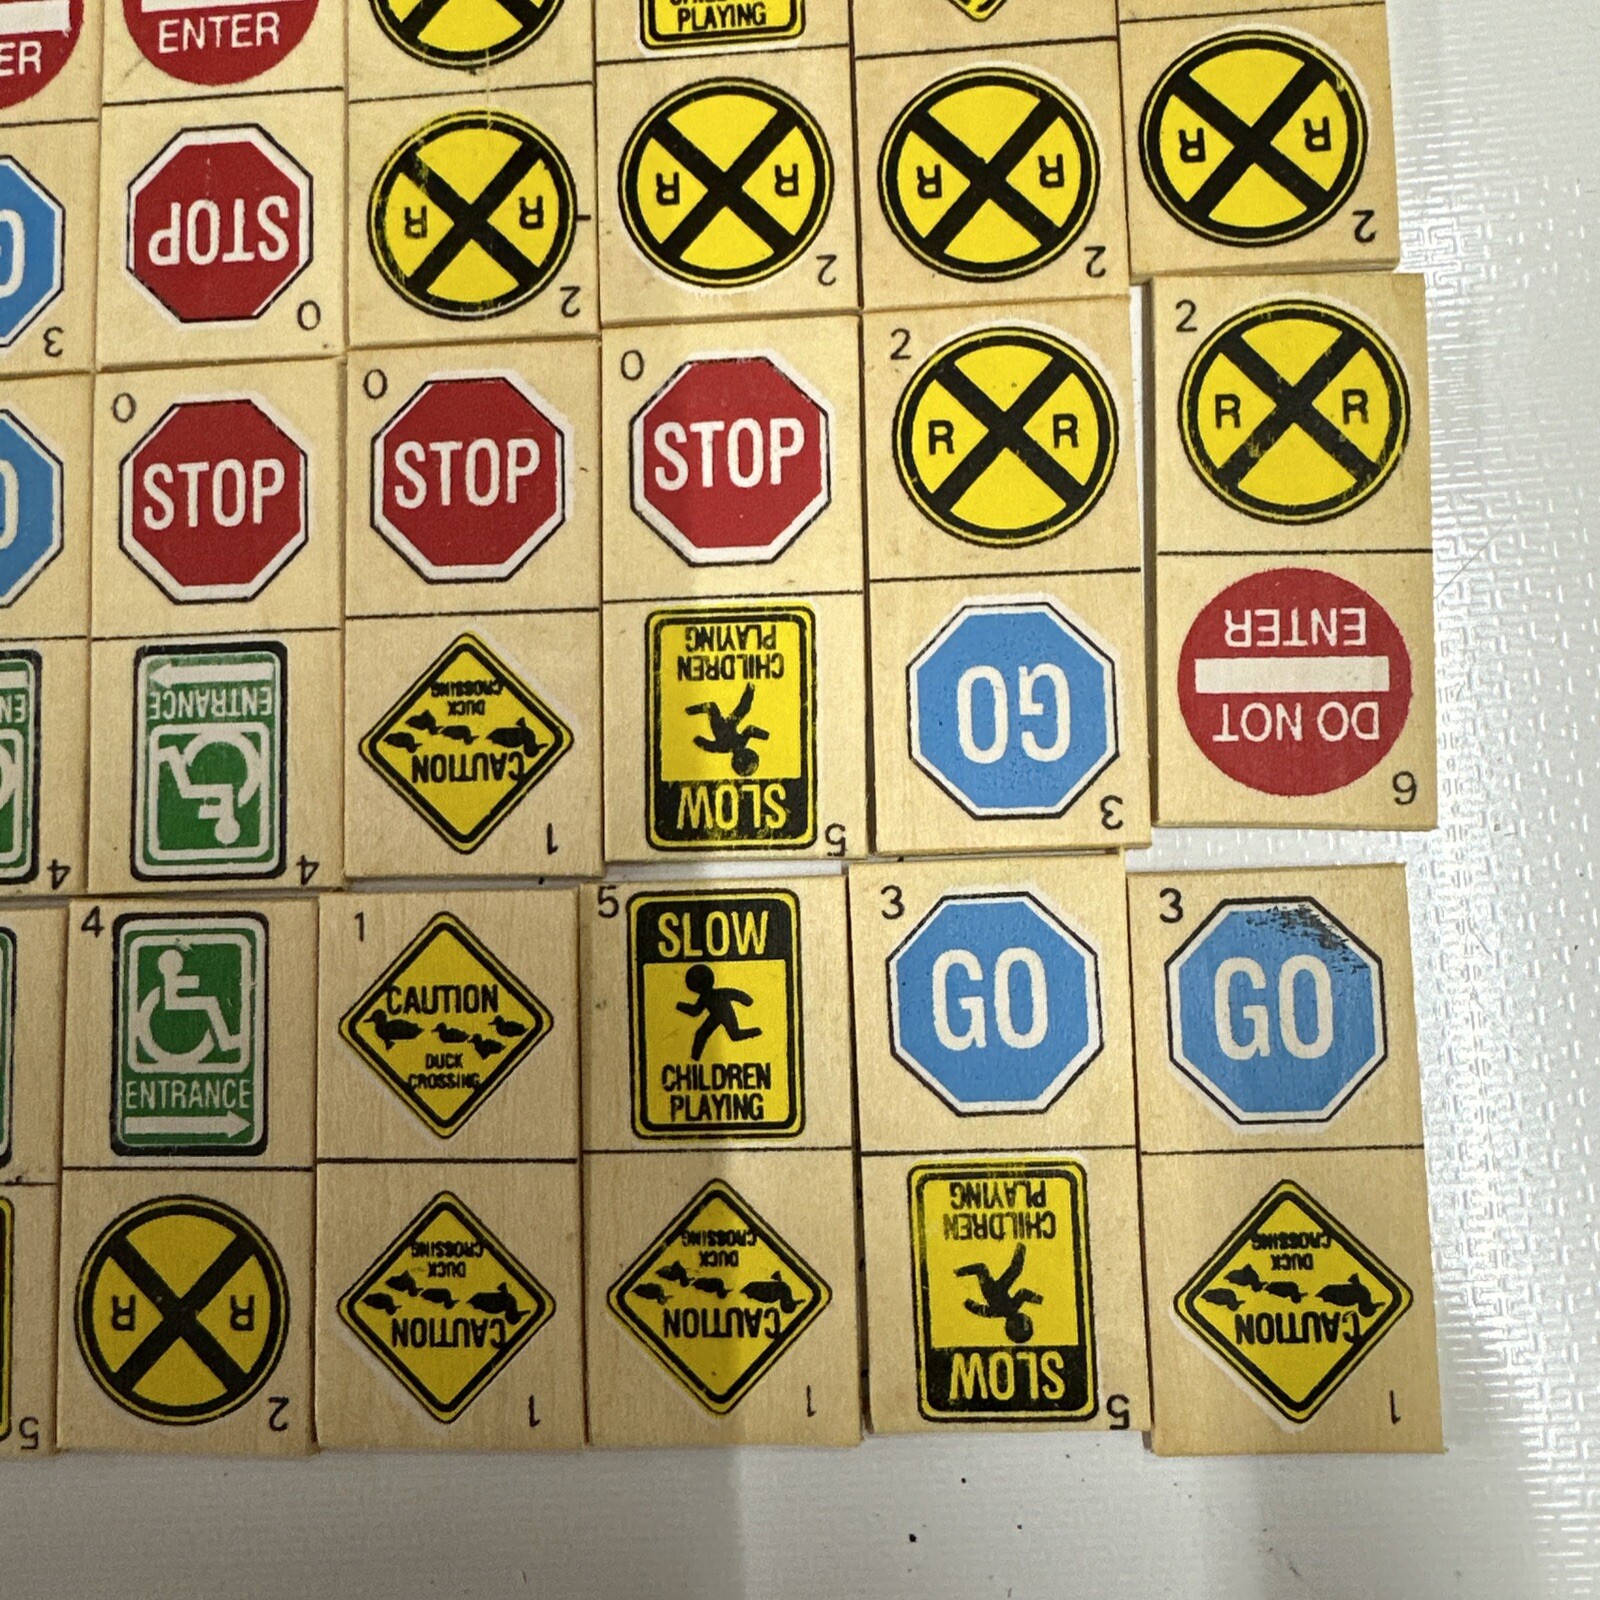 ER
ENTER
PLAYING
R R
2
R R
2
R R
2
R R
2
3
STOP
0
0
STOP
0
STOP
0
STOP
2
R R
2
R R
ENTRANCE
4
4
CAUTION
DUCK
CROSSING
1
SLOW
CHILDREN
PLAYING
5
GO
3
DO NOT
ENTER
6
4
ENTRANCE
1
CAUTION
DUCK
CROSSING
5
SLOW
CHILDREN
PLAYING
3
GO
3
GO
5
R R
2
CAUTION
DUCK
CROSSING
1
CAUTION
DUCK
CROSSING
1
SLOW
CHILDREN
PLAYING
5
CAUTION
DUCK
CROSSING
1